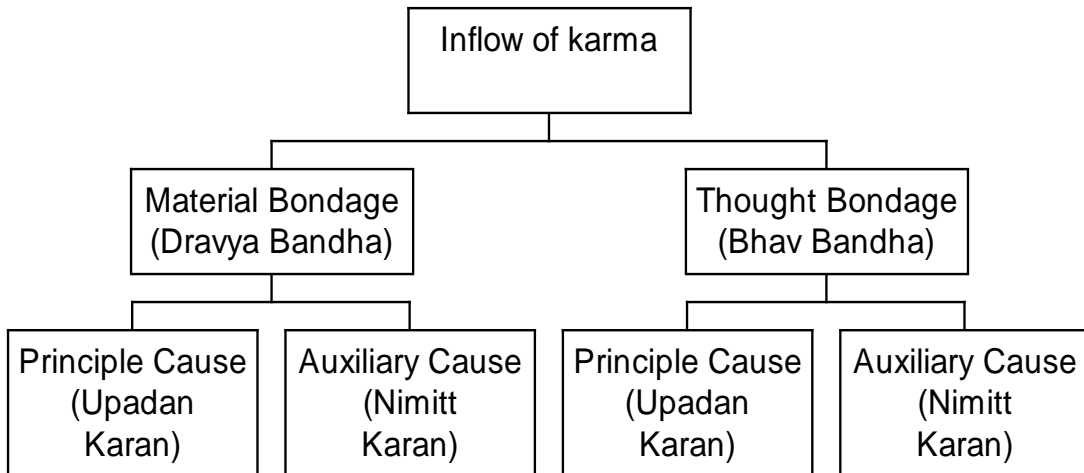 Inflow of karma
Material Bondage
(Dravya Bandha)
Thought Bondage
(Bhav Bandha)
Principle Cause
(Upadan
Karan)
Auxiliary Cause
(Nimitt
Karan)
Principle Cause
(Upadan
Karan)
Auxiliary Cause
(Nimitt
Karan)